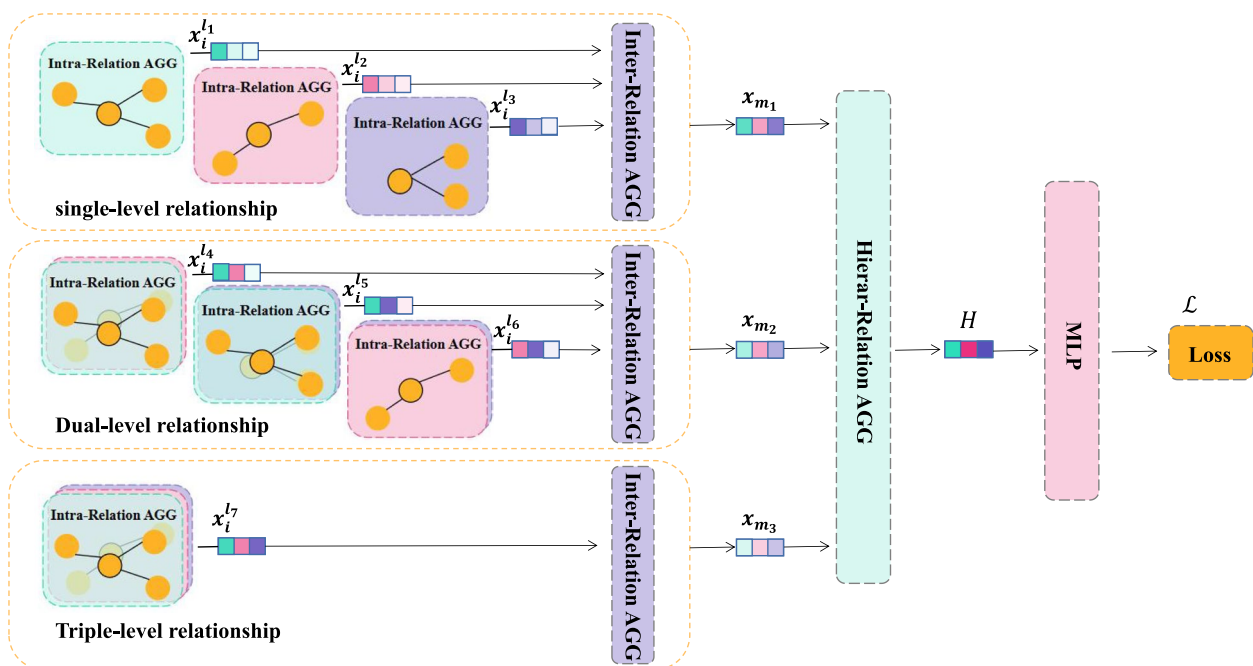 x_i^{l_1}
Intra-Relation AGG
x_i^{l_2}
Intra-Relation AGG
x_i^{l_3}
Intra-Relation AGG
single-level relationship
Inter-Relation AGG
x_{m_1}
x_i^{l_4}
Intra-Relation AGG
x_i^{l_5}
Intra-Relation AGG
x_i^{l_6}
Intra-Relation AGG
Dual-level relationship
Inter-Relation AGG
x_{m_2}
Intra-Relation AGG
x_i^{l_7}
Triple-level relationship
Inter-Relation AGG
x_{m_3}
Hierar-Relation AGG
H
MLP
ℒ
Loss